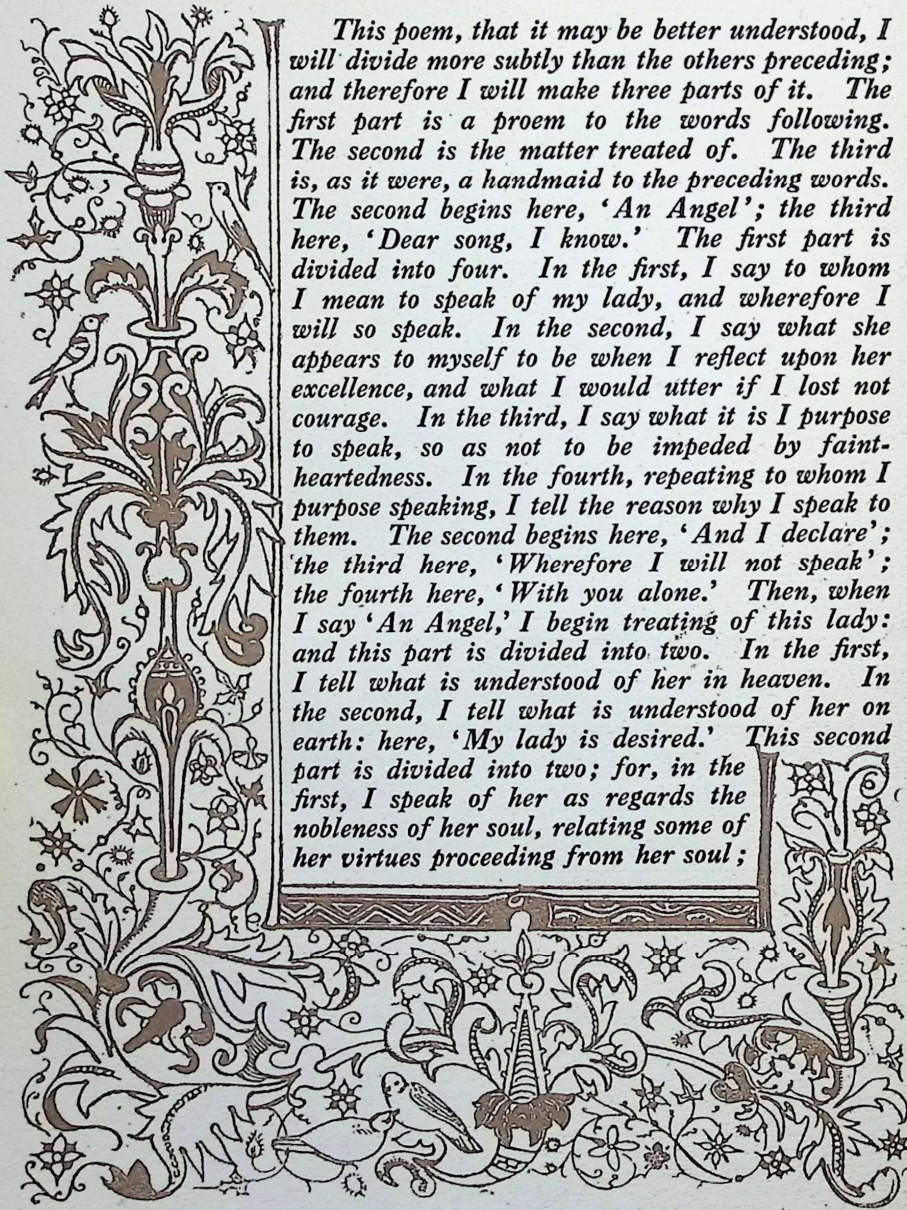 This poem, that it may be better understood, I
will divide more subtly than the others preceding;
and therefore I will make three parts of it. The
first part is a proem to the words following.
The second is the matter treated of. The third
is, as it were, a handmaid to the preceding words.
The second begins here, ‘An Angel’; the third
here, ‘Dear song, I know.’ The first part is
divided into four. In the first, I say to whom
I mean to speak of my lady, and wherefore I
will so speak. In the second, I say what she
appears to myself to be when I reflect upon her
excellence, and what I would utter if I lost not
courage. In the third, I say what it is I purpose
to speak, so as not to be impeded by faint-
heartedness. In the fourth, repeating to whom I
purpose speaking, I tell the reason why I speak to
them. The second begins here, ‘And I declare’;
the third here, ‘Wherefore I will not speak’;
the fourth here, ‘With you alone.’ Then, when
I say ‘An Angel,’ I begin treating of this lady:
and this part is divided into two. In the first,
I tell what is understood of her in heaven. In
the second, I tell what is understood of her on
earth: here, ‘My lady is desired.’ This second
part is divided into two; for, in the
first, I speak of her as regards the
nobleness of her soul, relating some of
her virtues proceeding from her soul;